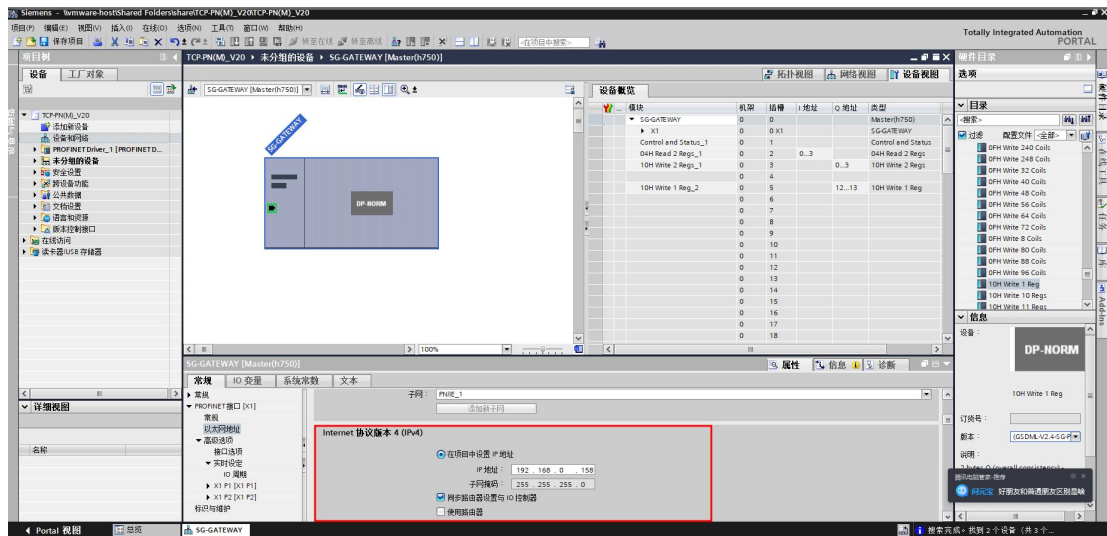 Siemens - \\vmware-host\Shared Folders\share\TCP-PN(M)_V20\TCP-PN(M)_V20
项目(P) 编辑(E) 视图(V) 插入(I) 在线(O) 选项(N) 工具(T) 窗口(W) 帮助(H)
Totally Integrated Automation
PORTAL
保存项目 转至在线 转至离线 <在项目中搜索>
项目树
TCP-PN(M)_V20 ▸ 未分组的设备 ▸ SG-GATEWAY [Master(h750)]
硬件目录
设备 工厂对象
拓扑视图 网络视图 设备视图
选项
SG-GATEWAY [Master(h750)]
设备概览
TCP-PN(M)_V20
添加新设备
设备和网络
PROFINETDriver_1 [PROFINETD...
未分组的设备
安全设置
跨设备功能
公共数据
文档设置
语言和资源
版本控制接口
在线访问
读卡器/USB 存储器
SG-GATEWAY
DP-NORM
模块 机架 插槽 I 地址 Q 地址 类型
SG-GATEWAY 0 0 Master(h750)
X1 0 0 X1 SG-GATEWAY
Control and Status_1 0 1 Control and Status
04H Read 2 Regs_1 0 2 0...3 04H Read 2 Regs
10H Write 2 Regs_1 0 3 0...3 10H Write 2 Regs
0 4
10H Write 1 Reg_2 0 5 12...13 10H Write 1 Reg
0 6
0 7
0 8
0 9
0 10
0 11
0 12
0 13
0 14
0 15
0 16
0 17
0 18
目录
<搜索>
过滤 配置文件 <全部>
0FH Write 240 Coils
0FH Write 248 Coils
0FH Write 32 Coils
0FH Write 40 Coils
0FH Write 48 Coils
0FH Write 56 Coils
0FH Write 64 Coils
0FH Write 72 Coils
0FH Write 8 Coils
0FH Write 80 Coils
0FH Write 88 Coils
0FH Write 96 Coils
10H Write 1 Reg
10H Write 10 Regs
10H Write 11 Regs
Add-Ins
信息
设备：
DP-NORM
10H Write 1 Reg
订货号：
版本： (GSDML-V2.4-SG-P
说明：
100%
SG-GATEWAY [Master(h750)]
属性 信息 诊断
常规 IO 变量 系统常数 文本
常规
PROFINET 接口 [X1]
常规
以太网地址
高级选项
接口选项
实时设定
IO 周期
X1 P1 [X1 P1]
X1 P2 [X1 P2]
标识与维护
子网： PN/IE_1
添加新子网
Internet 协议版本 4 (IPv4)
在项目中设置 IP 地址
IP 地址： 192 . 168 . 0 . 158
子网掩码： 255 . 255 . 255 . 0
同步路由器设置与 IO 控制器
使用路由器
详细视图
名称
腾讯电脑管家-推荐
问元宝 好朋友和普通朋友区别是啥
Portal 视图 总览 SG-GATEWAY
搜索完成。找到 2 个设备（共 3 个...